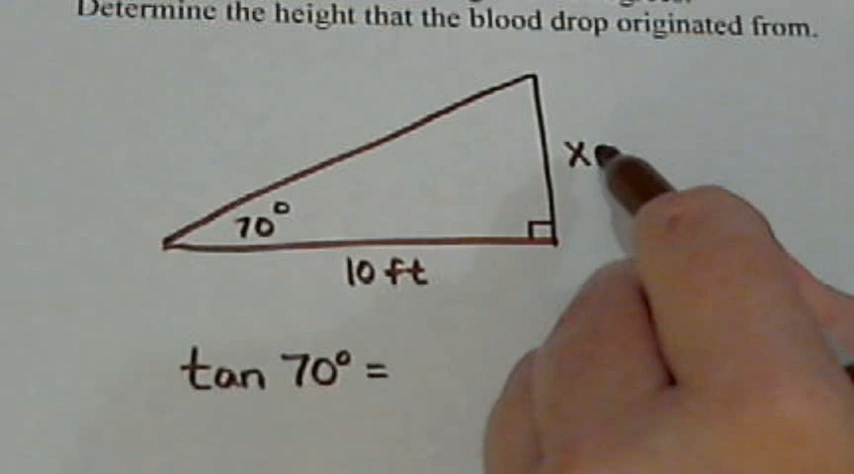 Determine the height that the blood drop originated from.
x
70°
10 ft
tan 70° =